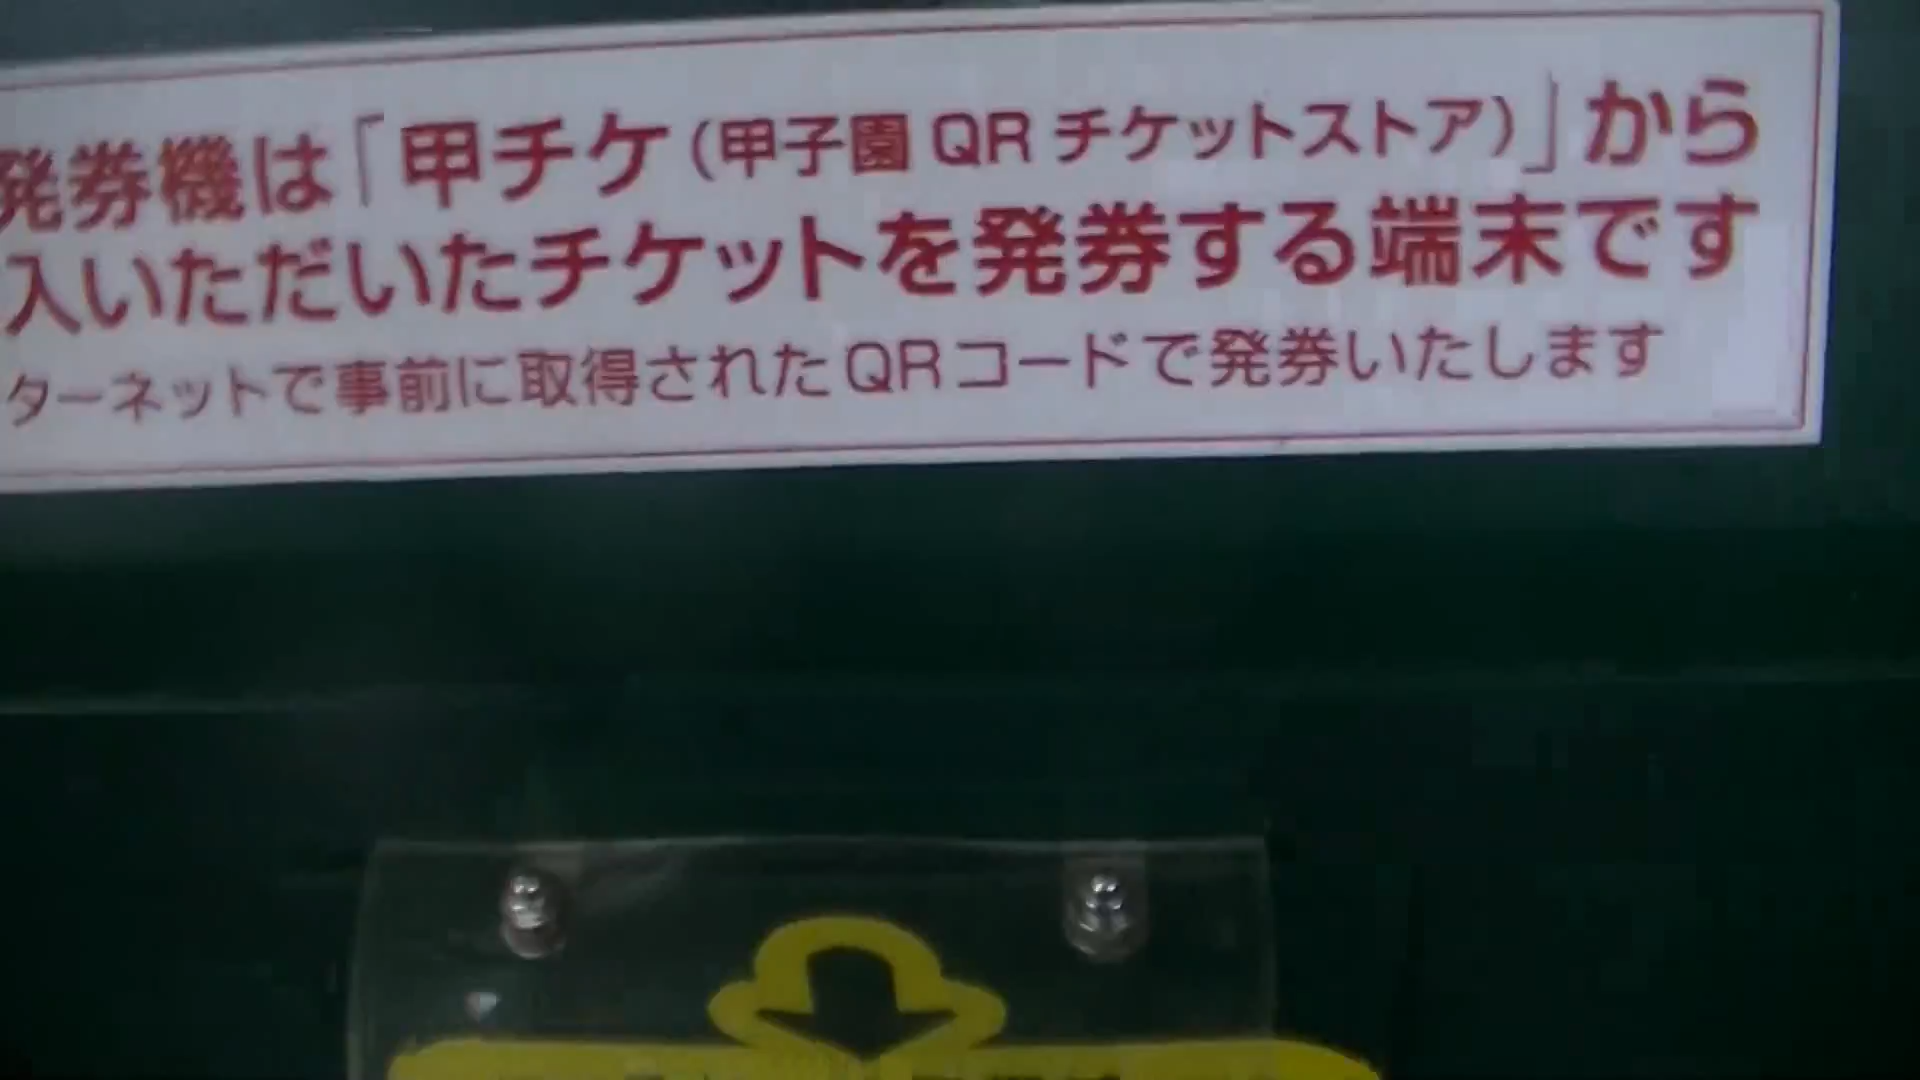 発券機は「甲チケ(甲子園 QR チケットストア)」から
入いただいたチケットを発券する端末です
ターネットで事前に取得されたQRコードで発券いたします